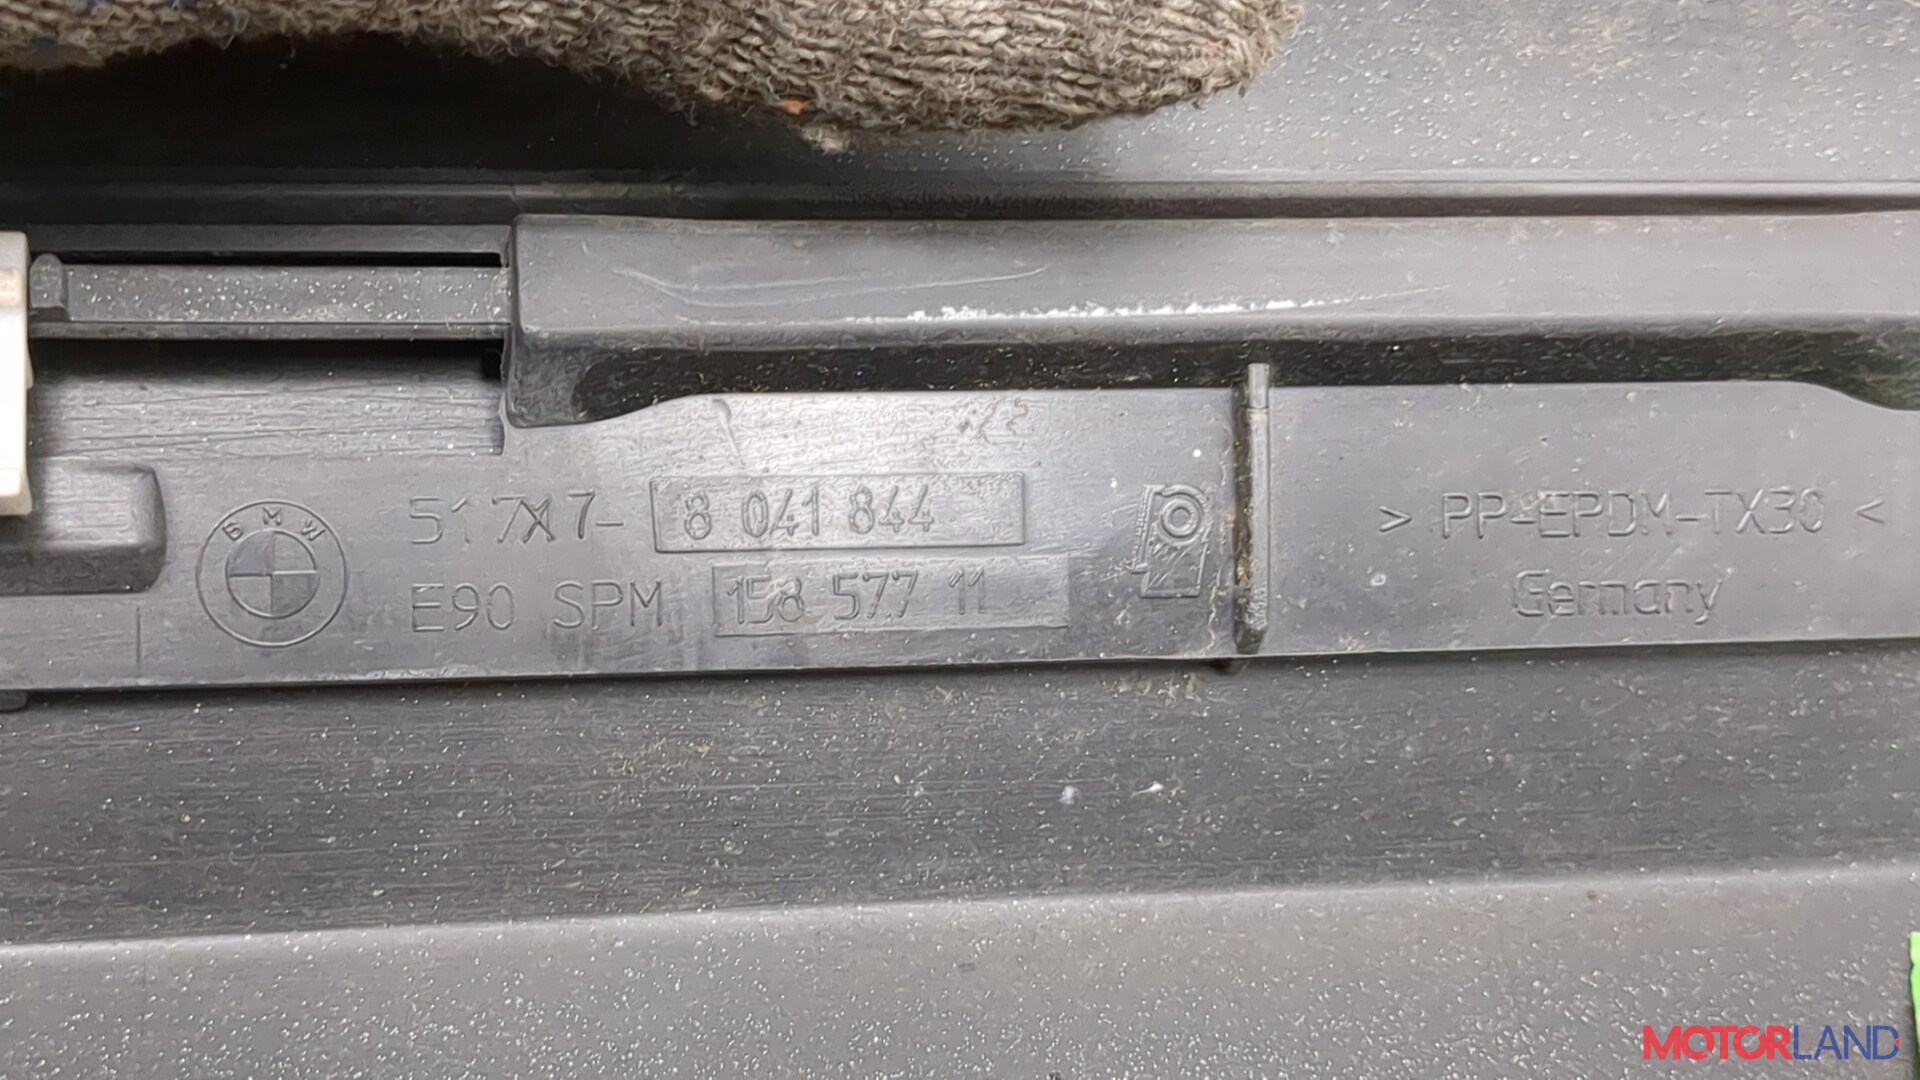 BMW
517X7- 8 041 844
E90 SPM 158 577 11
> PP-EPDM-TX30 <
Germany
MOTORLAND